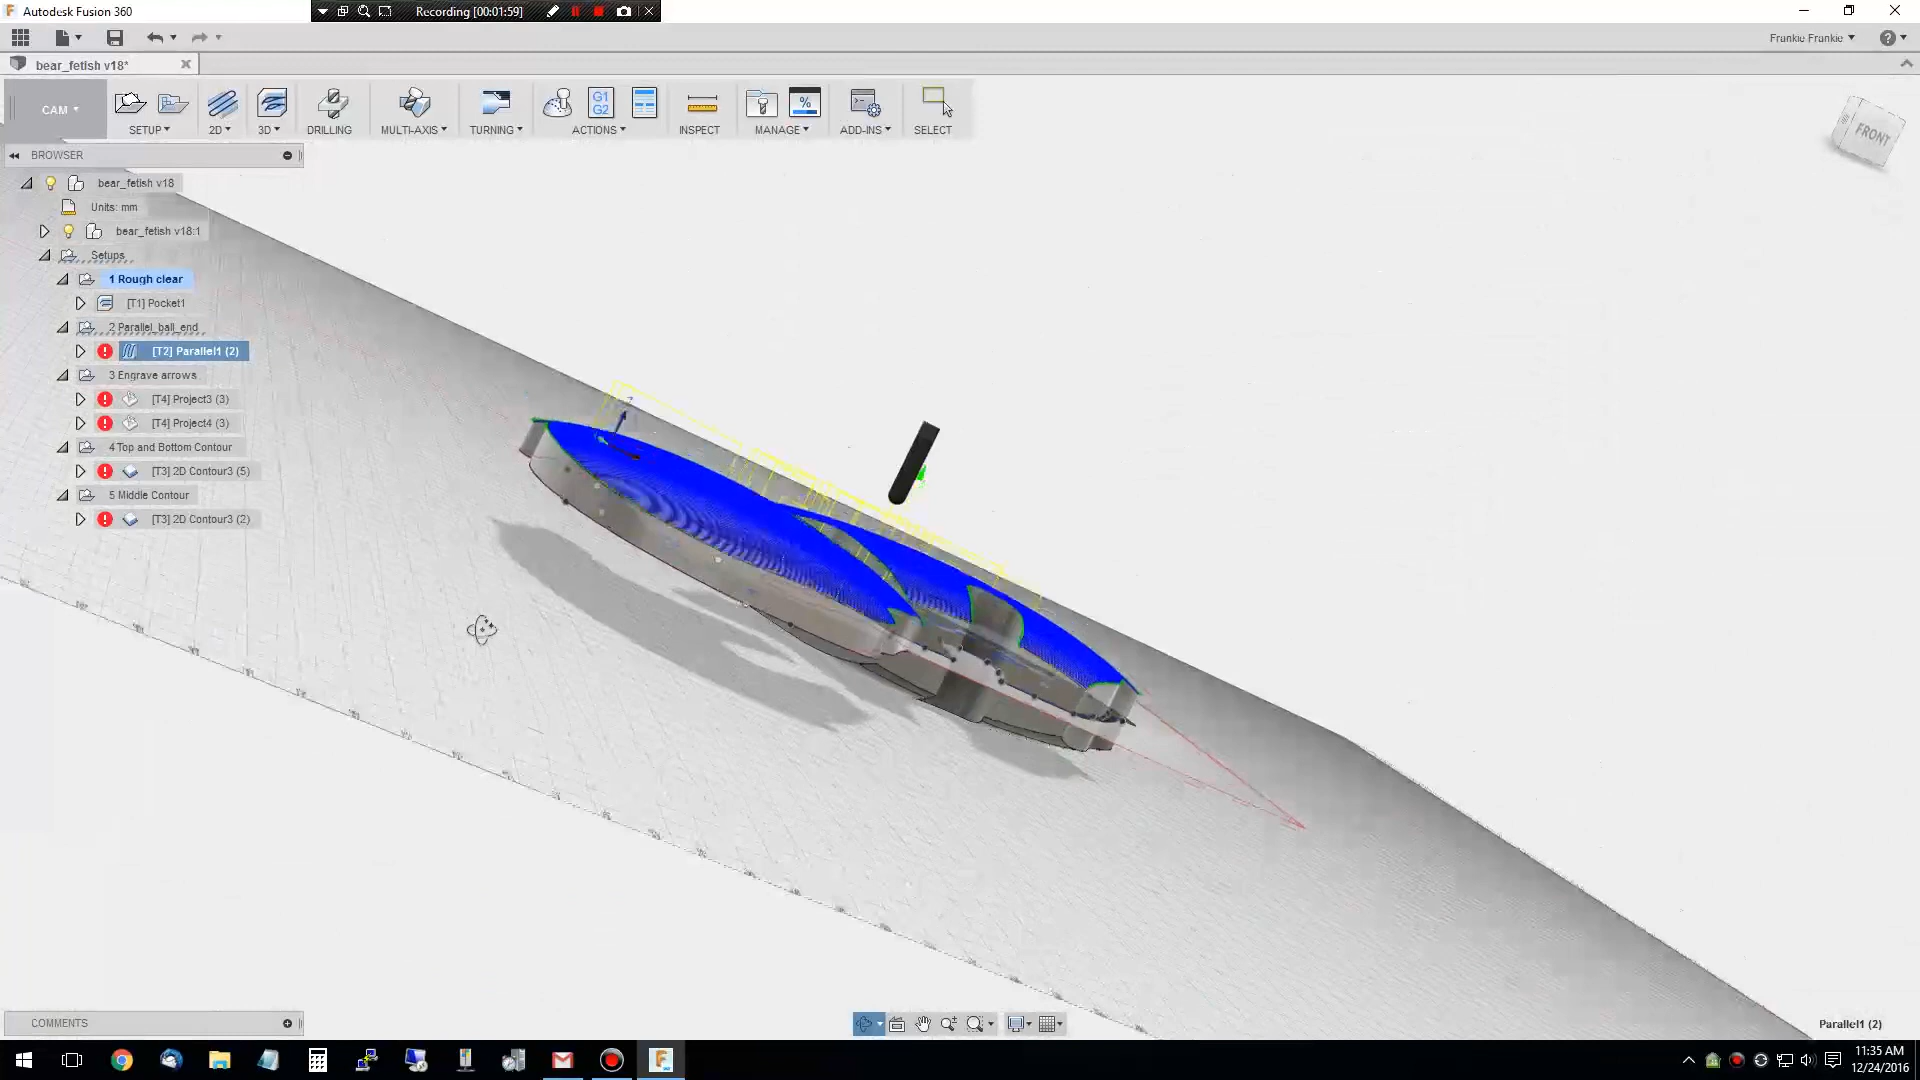 Autodesk Fusion 360
Recording [00:01:59]
Frankie Frankie
bear_fetish v18*
CAM
SETUP
2D
3D
DRILLING
MULTI-AXIS
TURNING
G1
G2
ACTIONS
INSPECT
%
MANAGE
ADD-INS
SELECT
FRONT
BROWSER
bear_fetish v18
Units: mm
bear_fetish v18:1
Setups
1 Rough clear
[T1] Pocket1
2 Parallel_ball_end
[T2] Parallel1 (2)
3 Engrave arrows
[T4] Project3 (3)
[T4] Project4 (3)
4 Top and Bottom Contour
[T3] 2D Contour3 (5)
5 Middle Contour
[T3] 2D Contour3 (2)
Z
COMMENTS
Parallel1 (2)
11:35 AM
12/24/2016